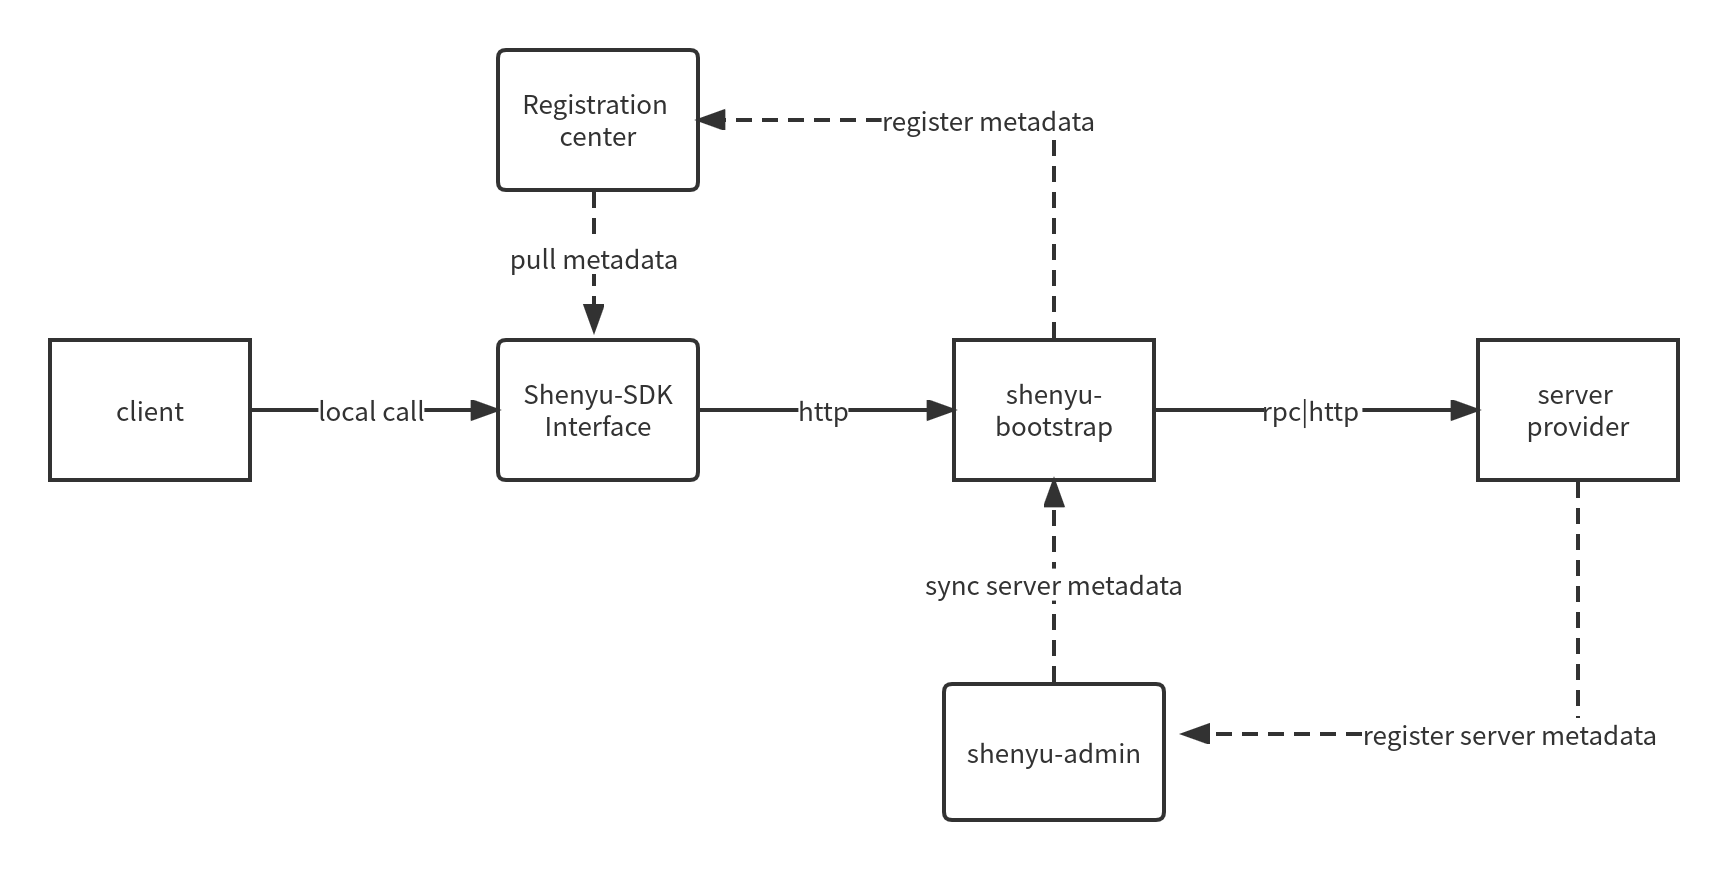 Registration
center
register metadata
pull metadata
client
local call
Shenyu-SDK
Interface
http
shenyu-
bootstrap
rpc|http
server
provider
sync server metadata
shenyu-admin
register server metadata